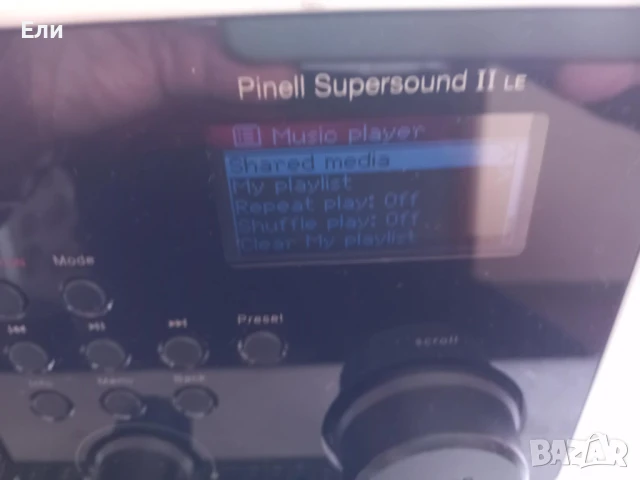 Ели
Pinell Supersound II LE
Music player
Shared media
My playlist
Repeat play: Off
Shuffle play: Off
Clear My playlist
Mode
Preset
scroll
Info
Menu
Back
BAZAR